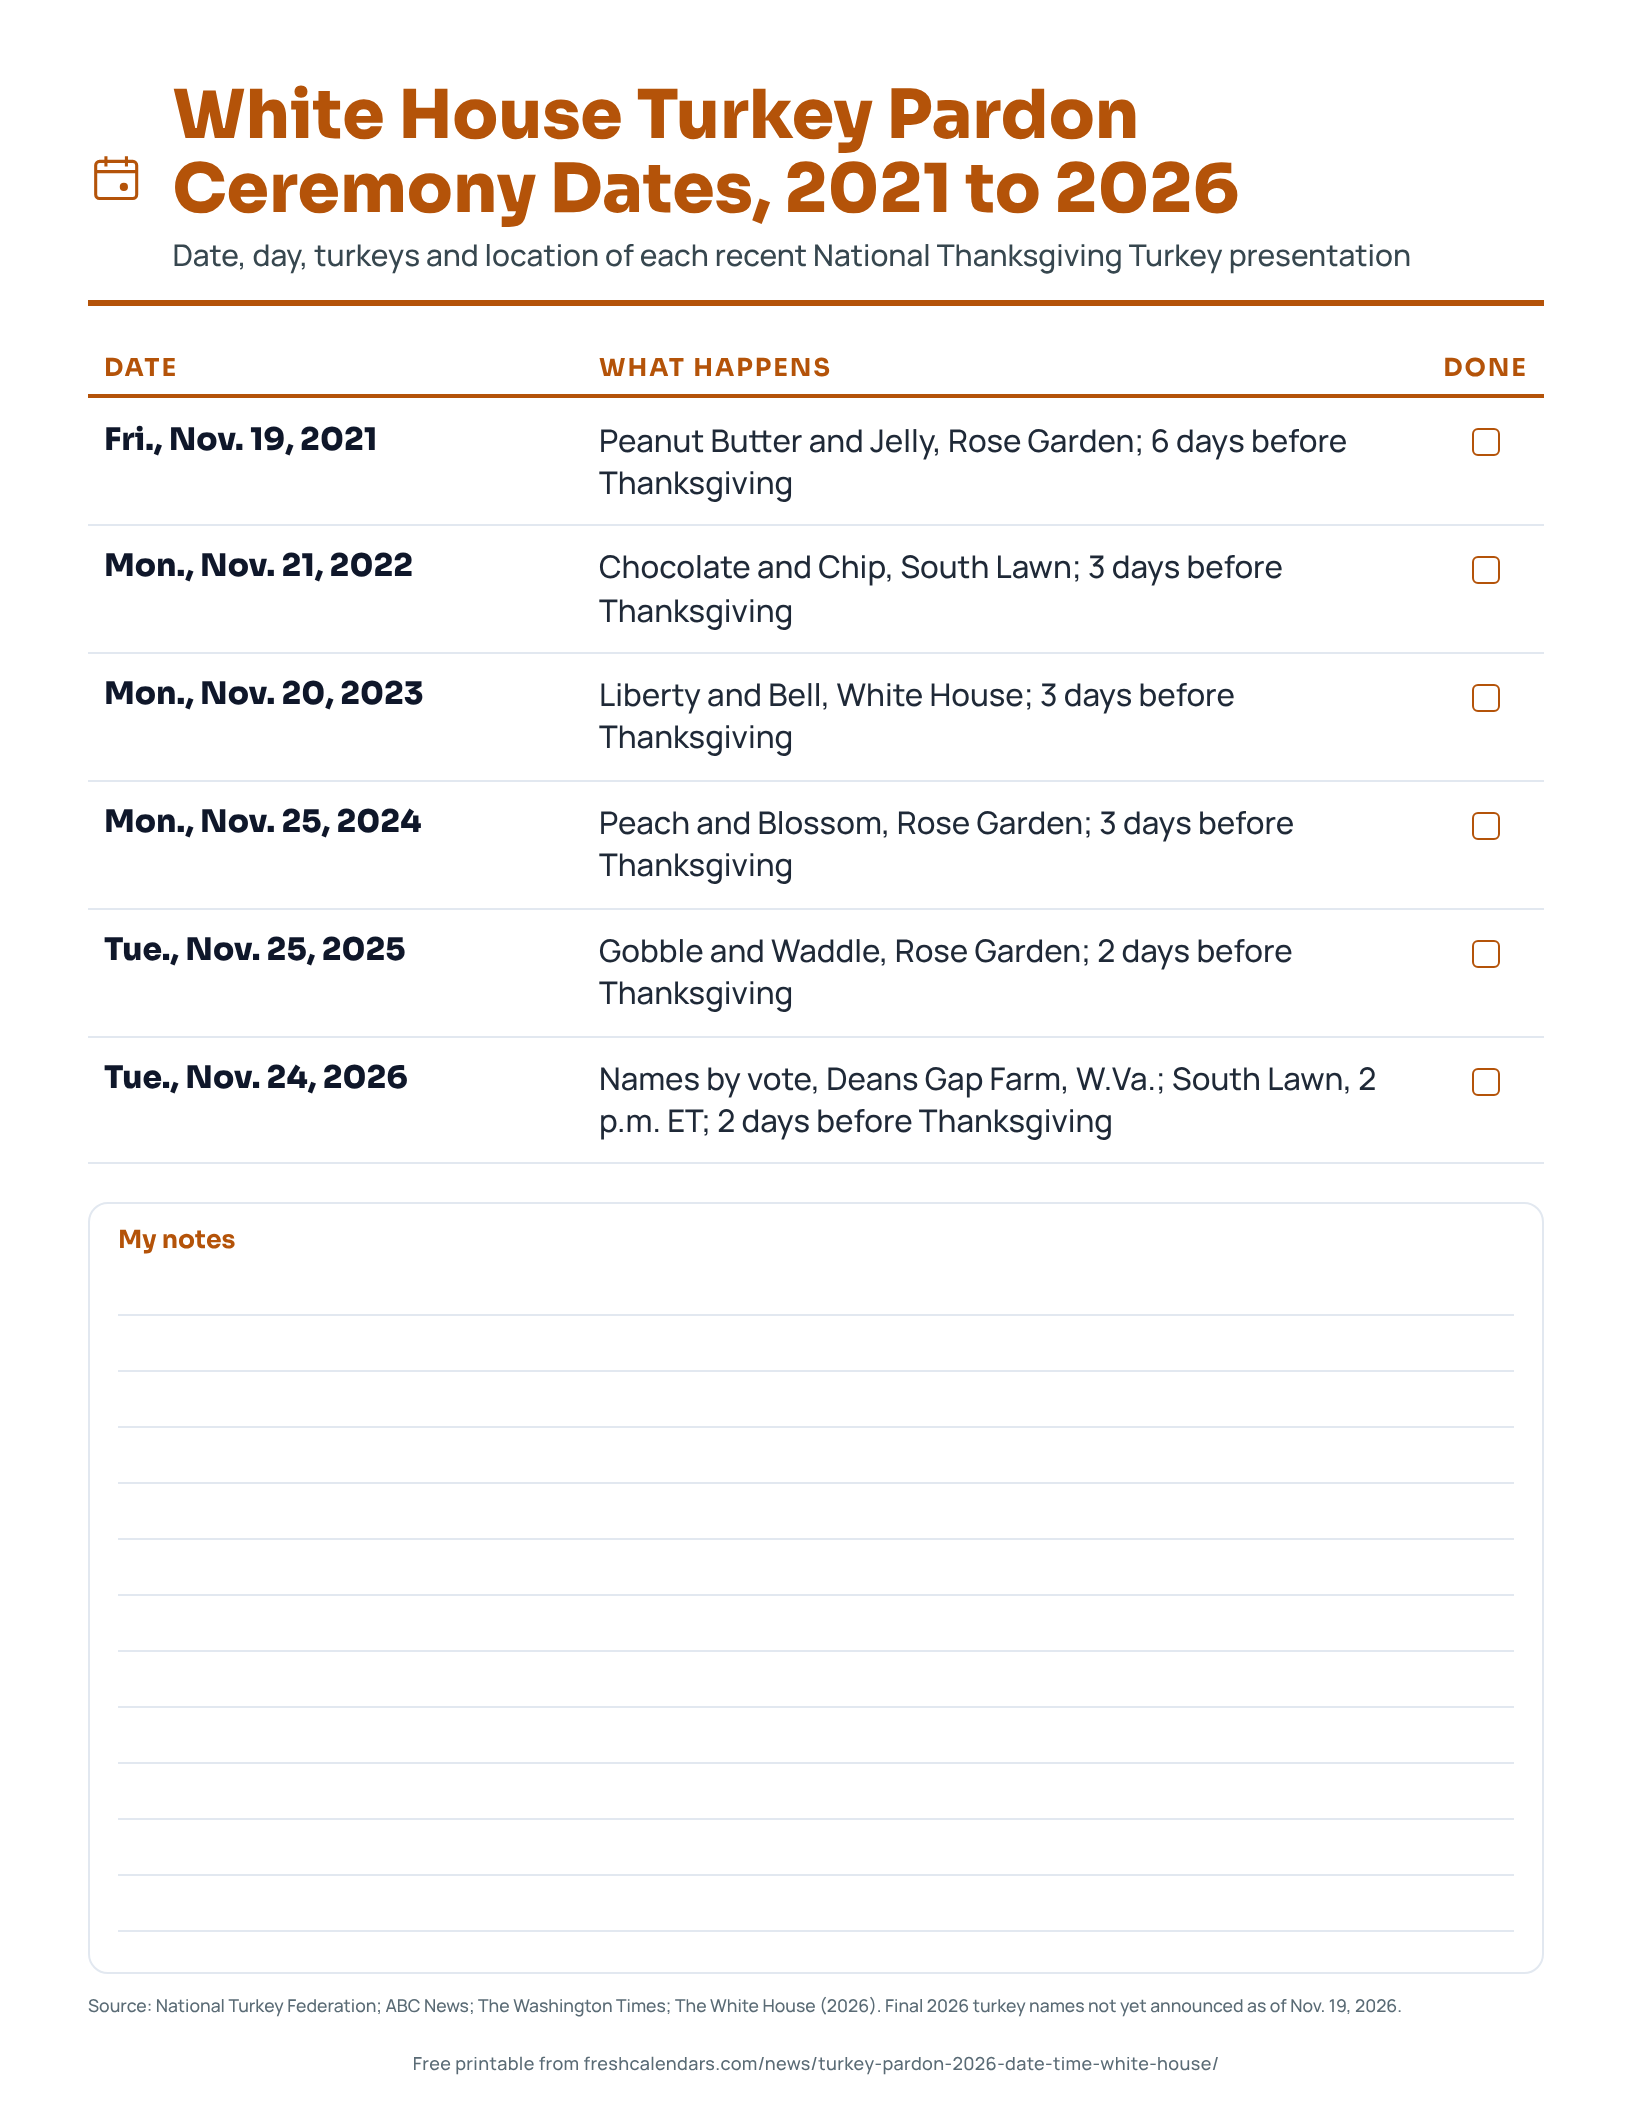 White House Turkey Pardon
Ceremony Dates, 2021 to 2026
Date, day, turkeys and location of each recent National Thanksgiving Turkey presentation
DATE WHAT HAPPENS DONE
Fri., Nov. 19, 2021 Peanut Butter and Jelly, Rose Garden; 6 days before
Thanksgiving
Mon., Nov. 21, 2022 Chocolate and Chip, South Lawn; 3 days before
Thanksgiving
Mon., Nov. 20, 2023 Liberty and Bell, White House; 3 days before
Thanksgiving
Mon., Nov. 25, 2024 Peach and Blossom, Rose Garden; 3 days before
Thanksgiving
Tue., Nov. 25, 2025 Gobble and Waddle, Rose Garden; 2 days before
Thanksgiving
Tue., Nov. 24, 2026 Names by vote, Deans Gap Farm, W.Va.; South Lawn, 2
p.m. ET; 2 days before Thanksgiving
My notes
Source: National Turkey Federation; ABC News; The Washington Times; The White House (2026). Final 2026 turkey names not yet announced as of Nov. 19, 2026.
Free printable from freshcalendars.com/news/turkey-pardon-2026-date-time-white-house/